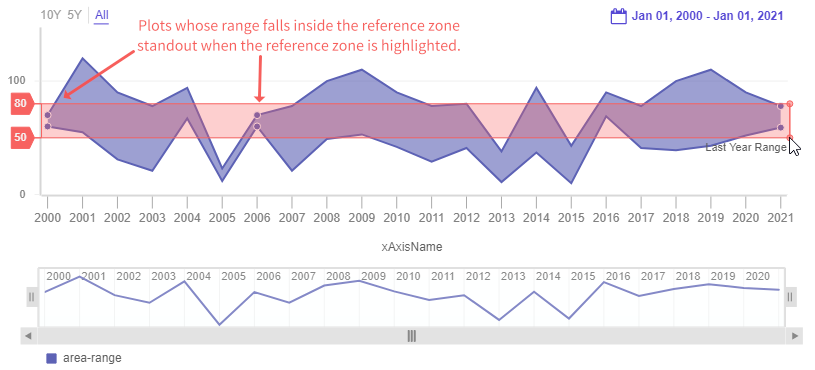 10Y 5Y All
Jan 01, 2000 - Jan 01, 2021
Plots whose range falls inside the reference zone
standout when the reference zone is highlighted.
100
80
50
Last Year Range
0
2000 2001 2002 2003 2004 2005 2006 2007 2008 2009 2010 2011 2012 2013 2014 2015 2016 2017 2018 2019 2020 2021
xAxisName
2000 2001 2002 2003 2004 2005 2006 2007 2008 2009 2010 2011 2012 2013 2014 2015 2016 2017 2018 2019 2020
area-range